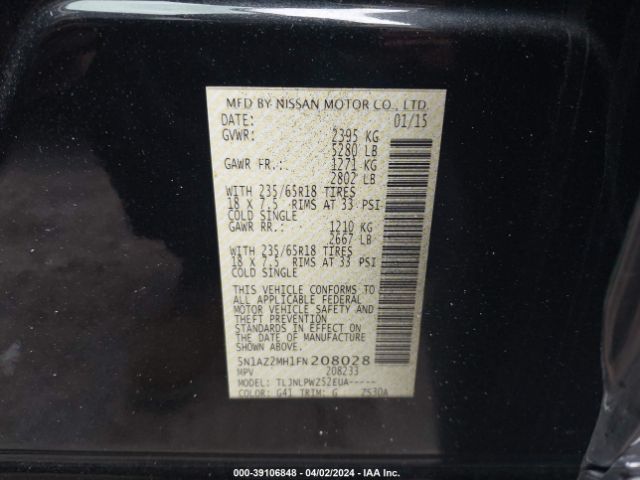 MFD BY NISSAN MOTOR CO., LTD.
DATE: 01/15
GVWR: 2395 KG
5280 LB
GAWR FR.: 1271 KG
2802 LB
WITH 235/65R18 TIRES
18 X 7.5 RIMS AT 33 PSI
COLD SINGLE
GAWR RR.: 1210 KG
2667 LB
WITH 235/65R18 TIRES
18 X 7.5 RIMS AT 33 PSI
COLD SINGLE
THIS VEHICLE CONFORMS TO
ALL APPLICABLE FEDERAL
MOTOR VEHICLE SAFETY AND
THEFT PREVENTION
STANDARDS IN EFFECT ON
THE DATE OF MANUFACTURE
SHOWN ABOVE.
5N1AZ2MH1FN208028
MPV 208233
MODEL: TLJNLPWZ52EUA-----
COLOR: G41 TRIM: G Z530A
000-39106848 - 04/02/2024 - IAA Inc.